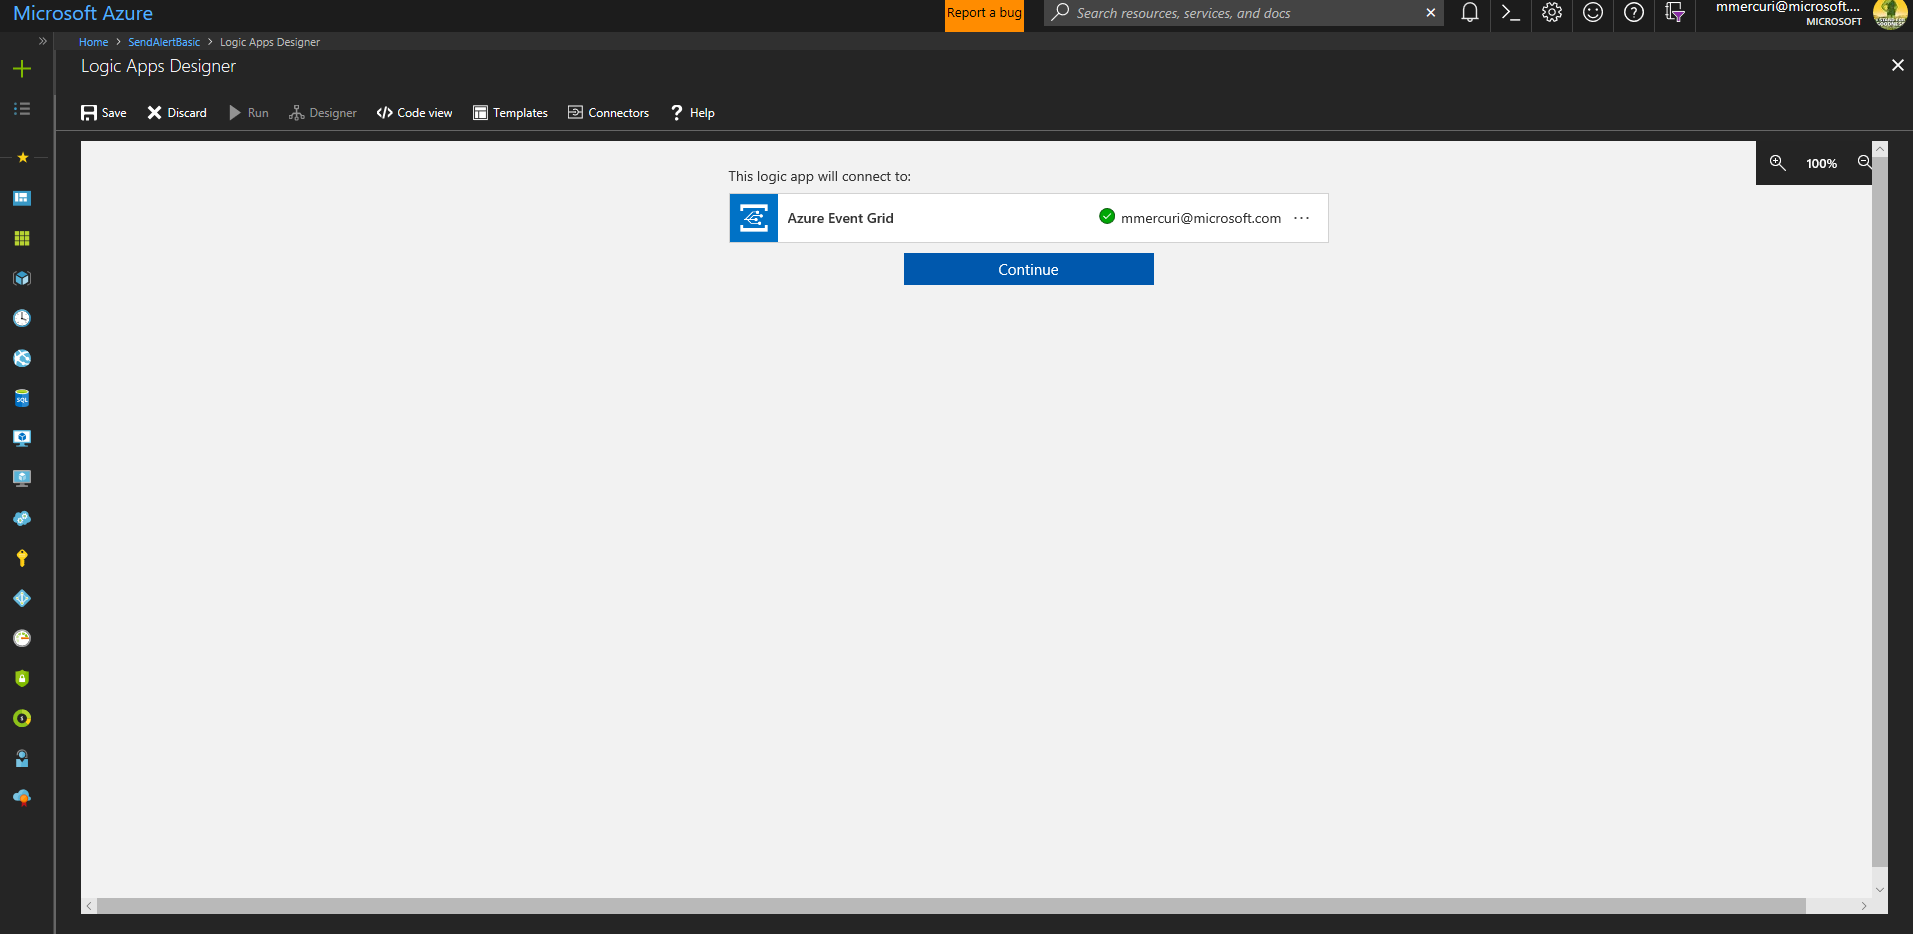 Microsoft Azure
Report a bug
Search resources, services, and docs
mmercuri@microsoft....
MICROSOFT
Home > SendAlertBasic > Logic Apps Designer
Logic Apps Designer
Save Discard Run Designer Code view Templates Connectors Help
100%
This logic app will connect to:
Azure Event Grid mmercuri@microsoft.com ...
Continue
SQL